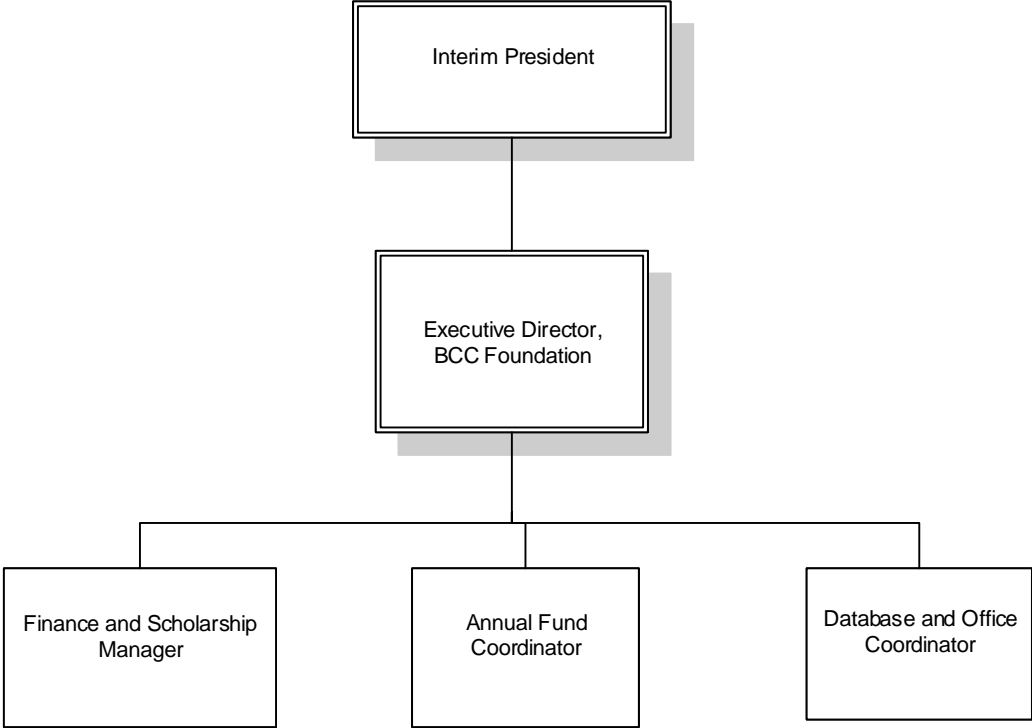 Interim President
Executive Director,
BCC Foundation
Finance and Scholarship
Manager
Annual Fund
Coordinator
Database and Office
Coordinator